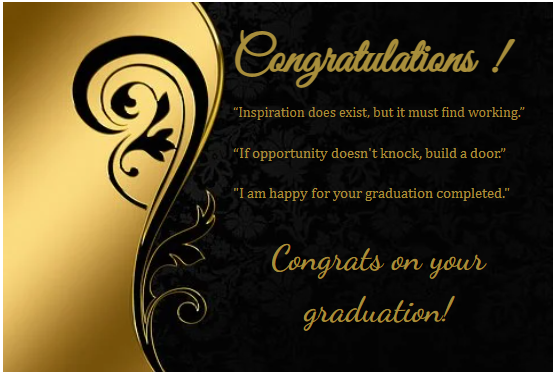 Congratulations !
“Inspiration does exist, but it must find working.”
“If opportunity doesn't knock, build a door.”
"I am happy for your graduation completed."
Congrats on your
graduation!